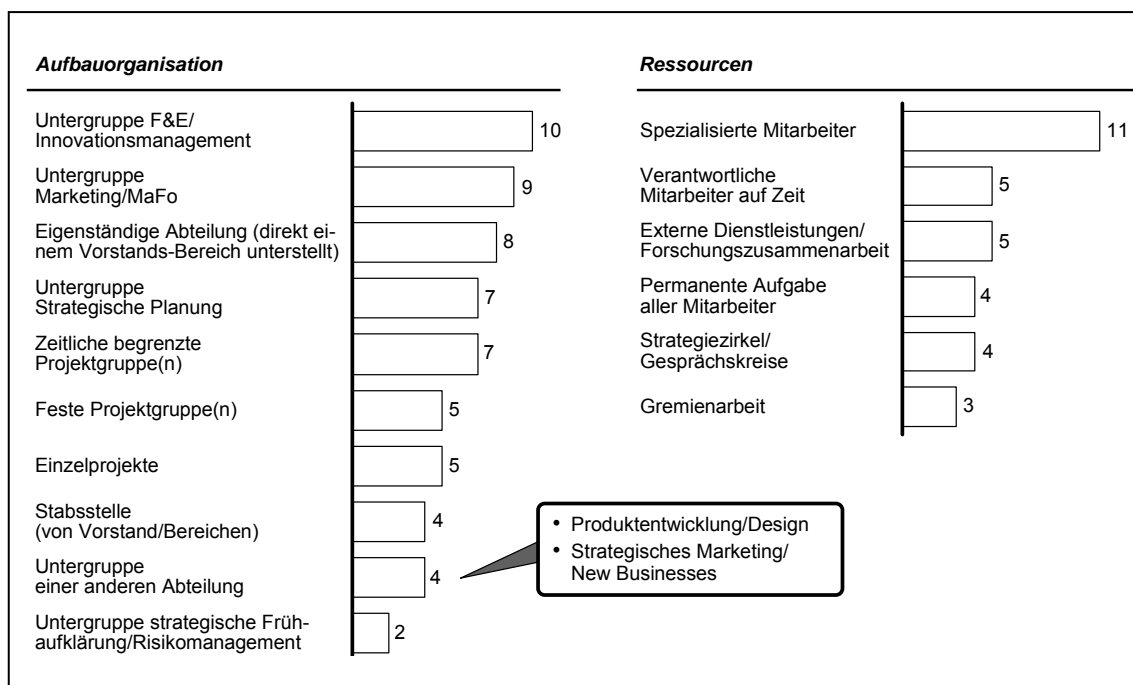 Aufbauorganisation
Untergruppe F&E/
Innovationsmanagement
10
Untergruppe
Marketing/MaFo
9
Eigenständige Abteilung (direkt ei-
nem Vorstands-Bereich unterstellt)
8
Untergruppe
Strategische Planung
7
Zeitliche begrenzte
Projektgruppe(n)
7
Feste Projektgruppe(n)
5
Einzelprojekte
5
Stabsstelle
(von Vorstand/Bereichen)
4
Untergruppe
einer anderen Abteilung
4
• Produktentwicklung/Design
• Strategisches Marketing/
New Businesses
Untergruppe strategische Früh-
aufklärung/Risikomanagement
2
Ressourcen
Spezialisierte Mitarbeiter
11
Verantwortliche
Mitarbeiter auf Zeit
5
Externe Dienstleistungen/
Forschungszusammenarbeit
5
Permanente Aufgabe
aller Mitarbeiter
4
Strategiezirkel/
Gesprächskreise
4
Gremienarbeit
3